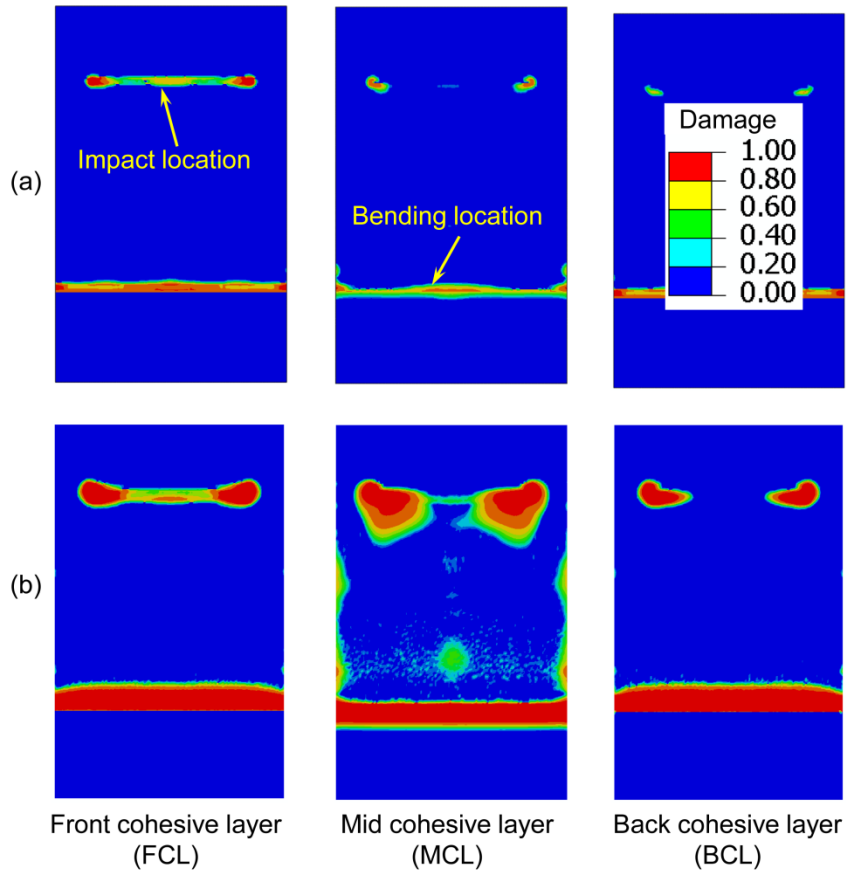 Impact location
(a)
Bending location
Damage
1.00
0.80
0.60
0.40
0.20
0.00
(b)
Front cohesive layer
(FCL)
Mid cohesive layer
(MCL)
Back cohesive layer
(BCL)